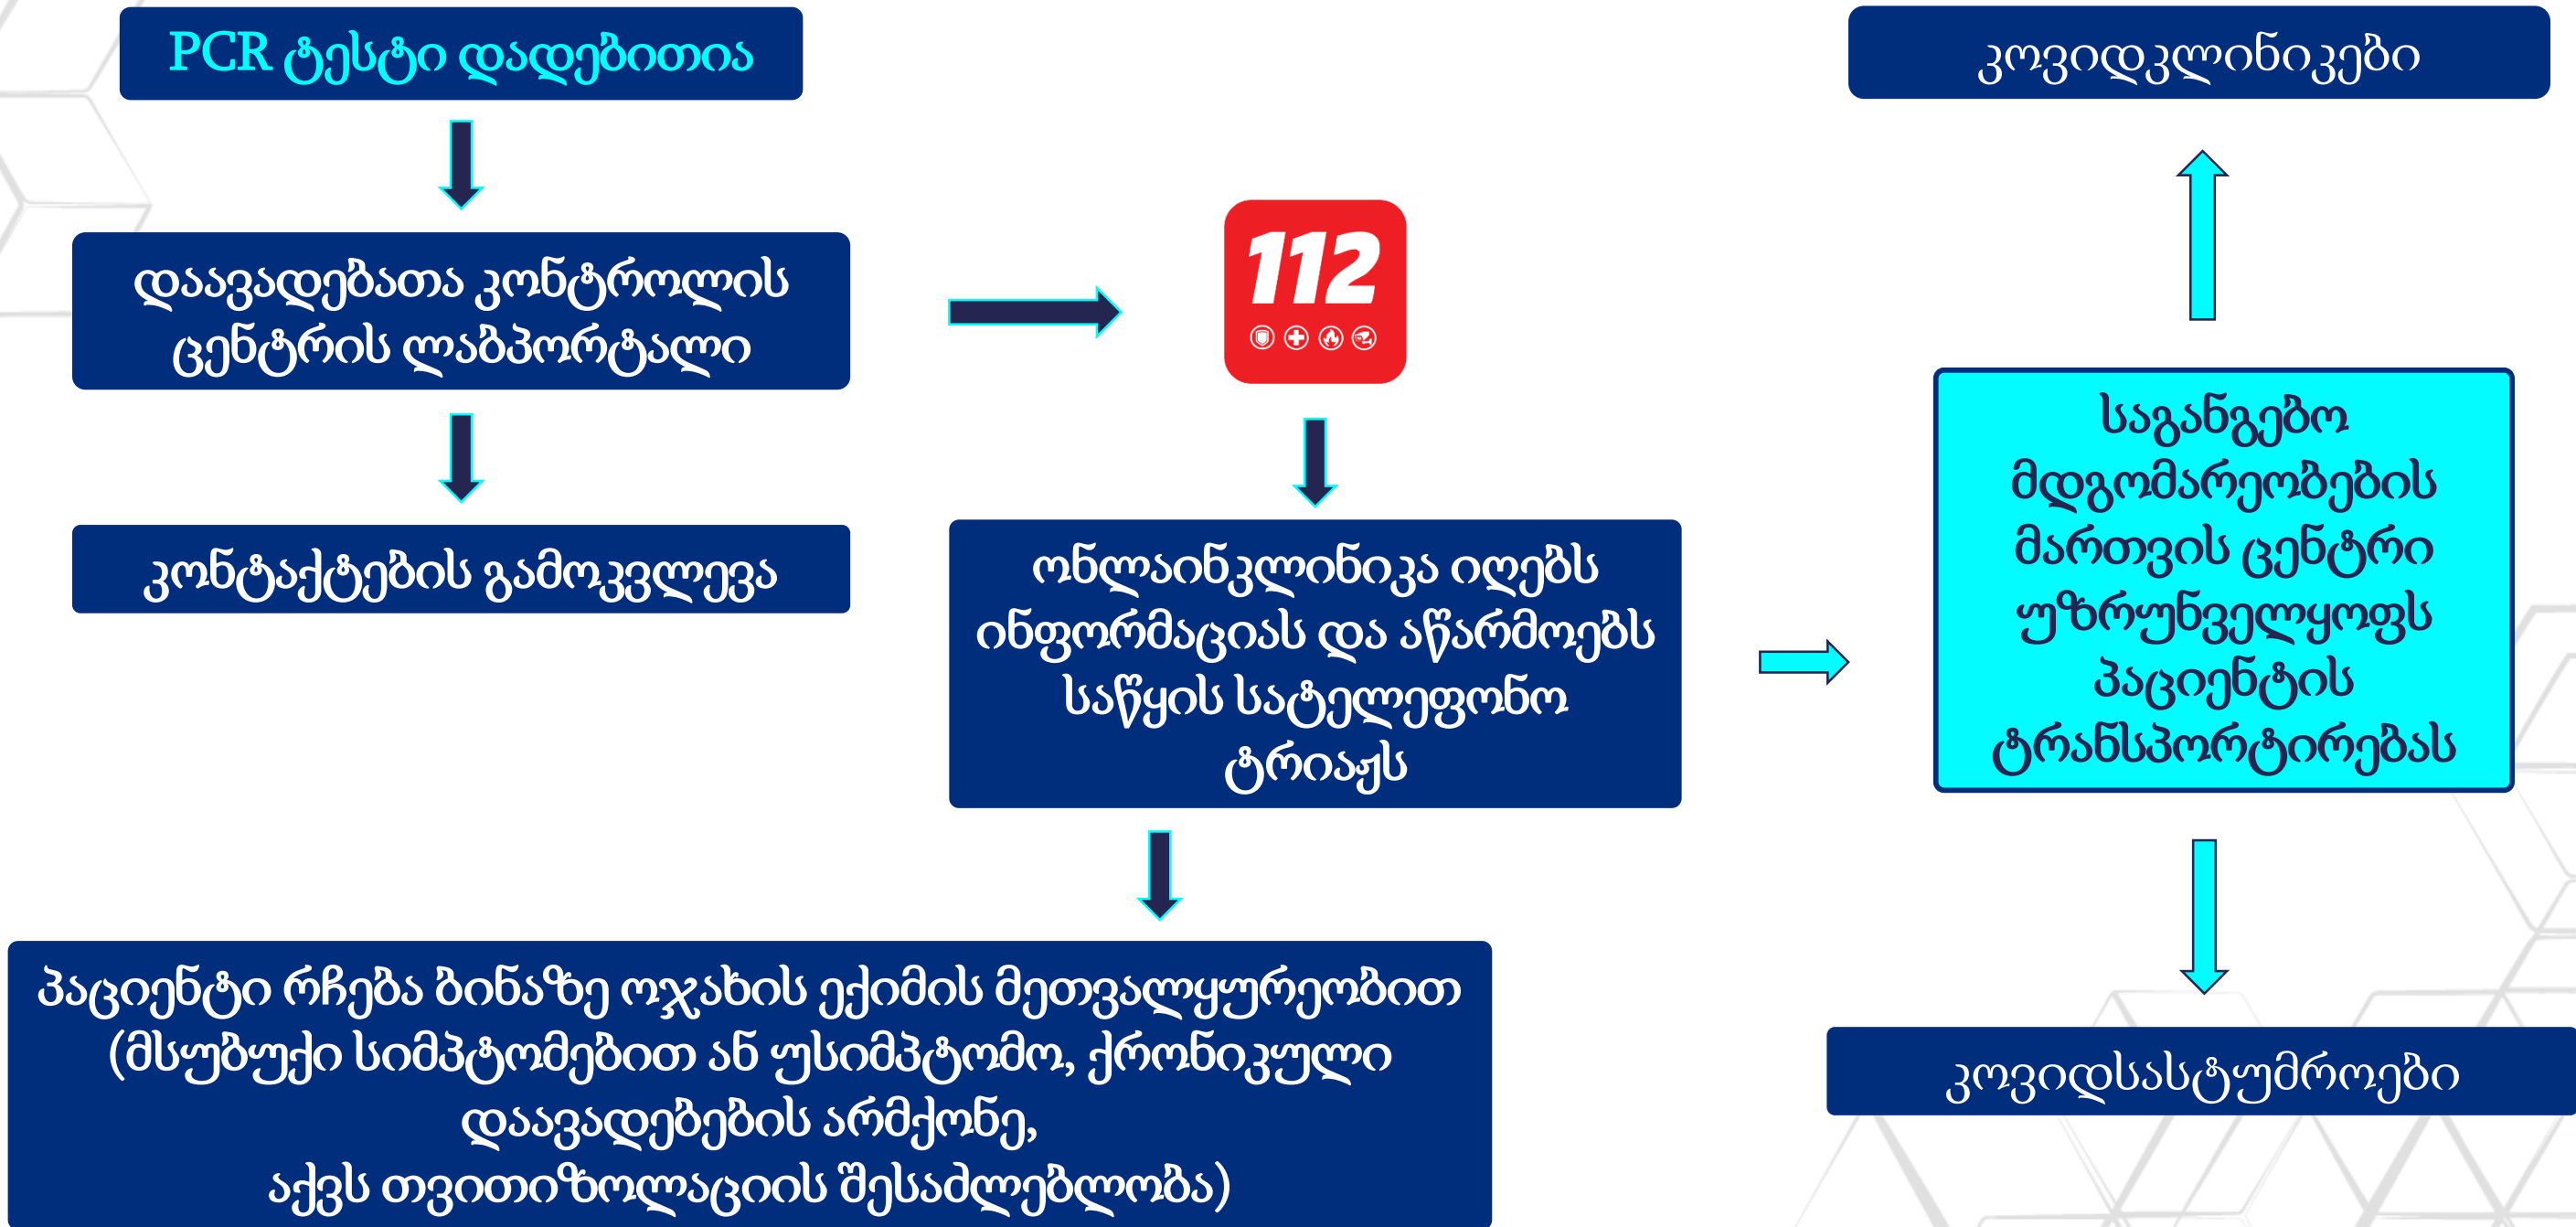 PCR ტესტი დადებითია
დაავადებათა კონტროლის
ცენტრის ლაბპორტალი
კონტაქტების გამოკვლევა
112
ონლაინკლინიკა იღებს
ინფორმაციას და აწარმოებს
საწყის სატელეფონო
ტრიაჟს
პაციენტი რჩება ბინაზე ოჯახის ექიმის მეთვალყურეობით
(მსუბუქი სიმპტომებით ან უსიმპტომო, ქრონიკული
დაავადებების არმქონე,
აქვს თვითიზოლაციის შესაძლებლობა)
კოვიდკლინიკები
საგანგებო
მდგომარეობების
მართვის ცენტრი
უზრუნველყოფს
პაციენტის
ტრანსპორტირებას
კოვიდსასტუმროები